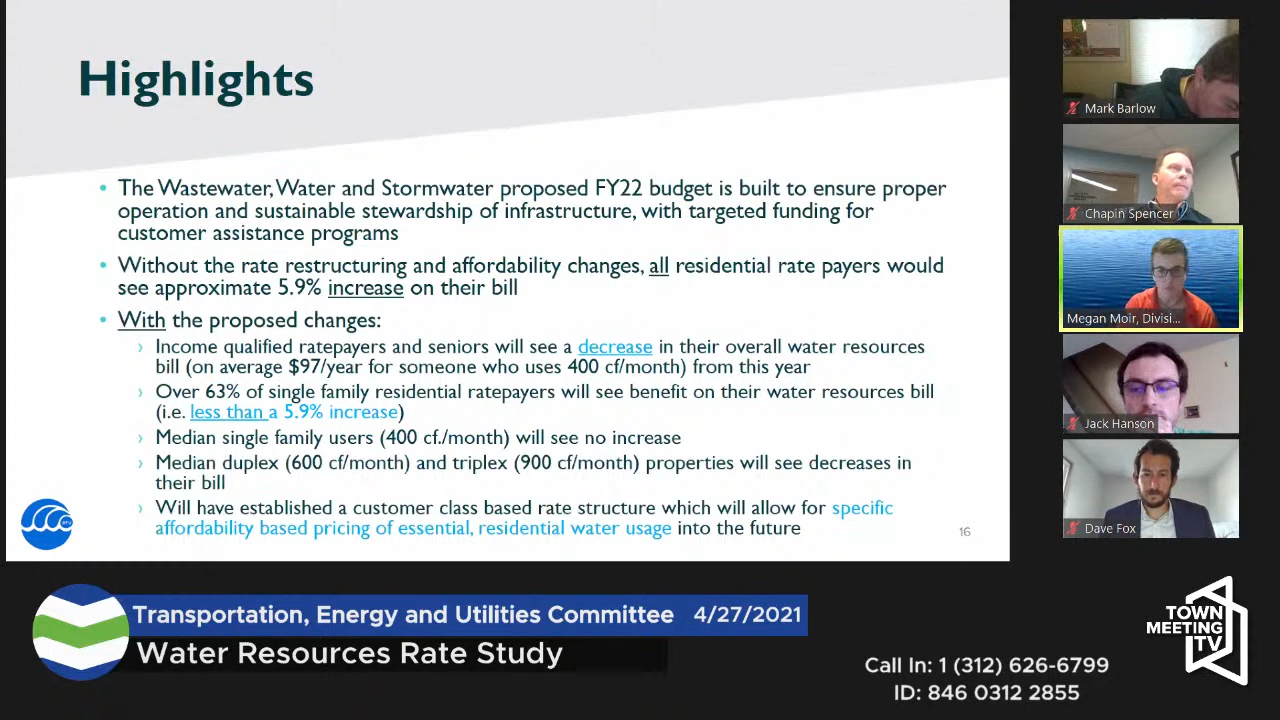 Highlights
• The Wastewater, Water and Stormwater proposed FY22 budget is built to ensure proper
operation and sustainable stewardship of infrastructure, with targeted funding for
customer assistance programs
• Without the rate restructuring and affordability changes, all residential rate payers would
see approximate 5.9% increase on their bill
• With the proposed changes:
› Income qualified ratepayers and seniors will see a decrease in their overall water resources
bill (on average $97/year for someone who uses 400 cf/month) from this year
› Over 63% of single family residential ratepayers will see benefit on their water resources bill
(i.e. less than a 5.9% increase)
› Median single family users (400 cf./month) will see no increase
› Median duplex (600 cf/month) and triplex (900 cf/month) properties will see decreases in
their bill
› Will have established a customer class based rate structure which will allow for specific
affordability based pricing of essential, residential water usage into the future
16
Mark Barlow
Chapin Spencer
Megan Moir, Divisi...
Jack Hanson
Dave Fox
Transportation, Energy and Utilities Committee 4/27/2021
Water Resources Rate Study
Call In: 1 (312) 626-6799
ID: 846 0312 2855
TOWN
MEETING
TV